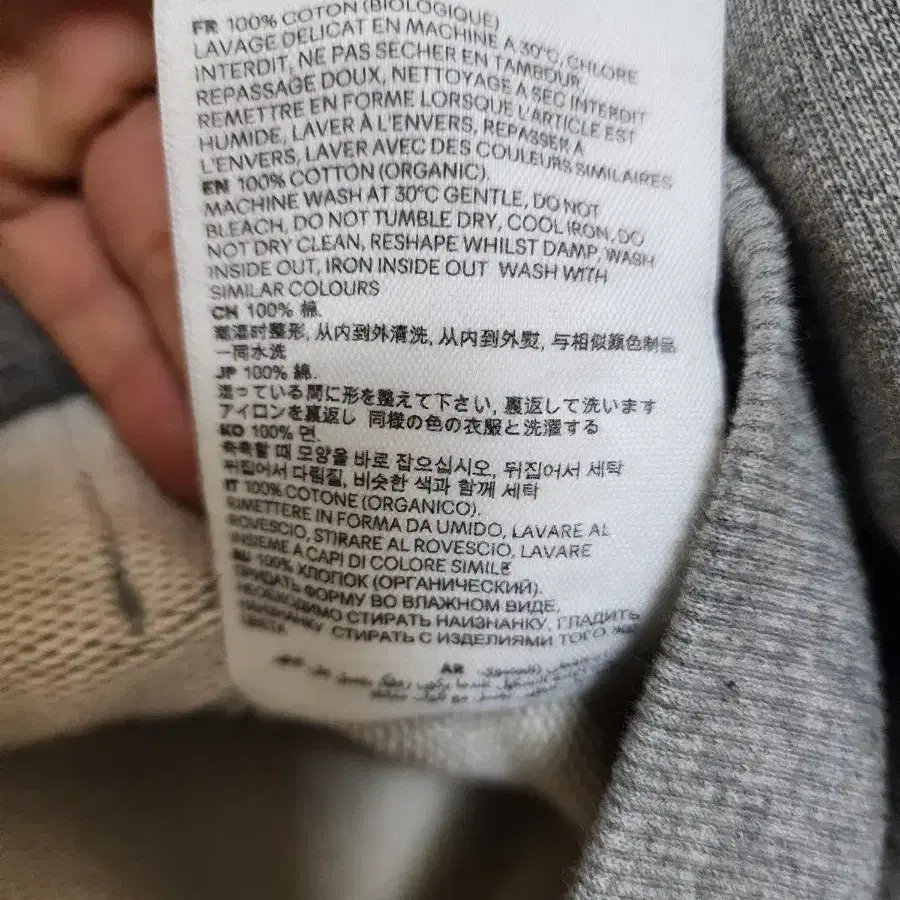 FR 100% COTON (BIOLOGIQUE)
LAVAGE DELICAT EN MACHINE A 30°C, CHLORE
INTERDIT, NE PAS SECHER EN TAMBOUR,
REPASSAGE DOUX, NETTOYAGE A SEC INTERDIT
REMETTRE EN FORME LORSQUE L'ARTICLE EST
HUMIDE, LAVER À L'ENVERS, REPASSER A
L'ENVERS, LAVER AVEC DES COULEURS SIMILAIRES
EN 100% COTTON (ORGANIC).
MACHINE WASH AT 30°C GENTLE, DO NOT
BLEACH, DO NOT TUMBLE DRY, COOL IRON, DO
NOT DRY CLEAN, RESHAPE WHILST DAMP, WASH
INSIDE OUT, IRON INSIDE OUT WASH WITH
SIMILAR COLOURS
CH 100% 棉.
潮湿时整形, 从内到外清洗, 从内到外熨, 与相似颜色制品
一同水洗
JP 100% 綿.
湿っている間に形を整えて下さい, 裏返して洗います
アイロンを裏返し 同様の色の衣服と洗濯する
KO 100% 면.
축축할 때 모양을 바로 잡으십시오, 뒤집어서 세탁
뒤집어서 다림질, 비슷한 색과 함께 세탁
IT 100% COTONE (ORGANICO).
RIMETTERE IN FORMA DA UMIDO, LAVARE AL
ROVESCIO, STIRARE AL ROVESCIO, LAVARE
INSIEME A CAPI DI COLORE SIMILE
RU 100% ХЛОПОК (ОРГАНИЧЕСКИЙ).
ПРИДАТЬ ФОРМУ ВО ВЛАЖНОМ ВИДЕ,
НЕОБХОДИМО СТИРАТЬ НАИЗНАНКУ, ГЛАДИТЬ
НАИЗНАНКУ СТИРАТЬ С ИЗДЕЛИЯМИ ТОГО ЖЕ
ЦВЕТА
AR